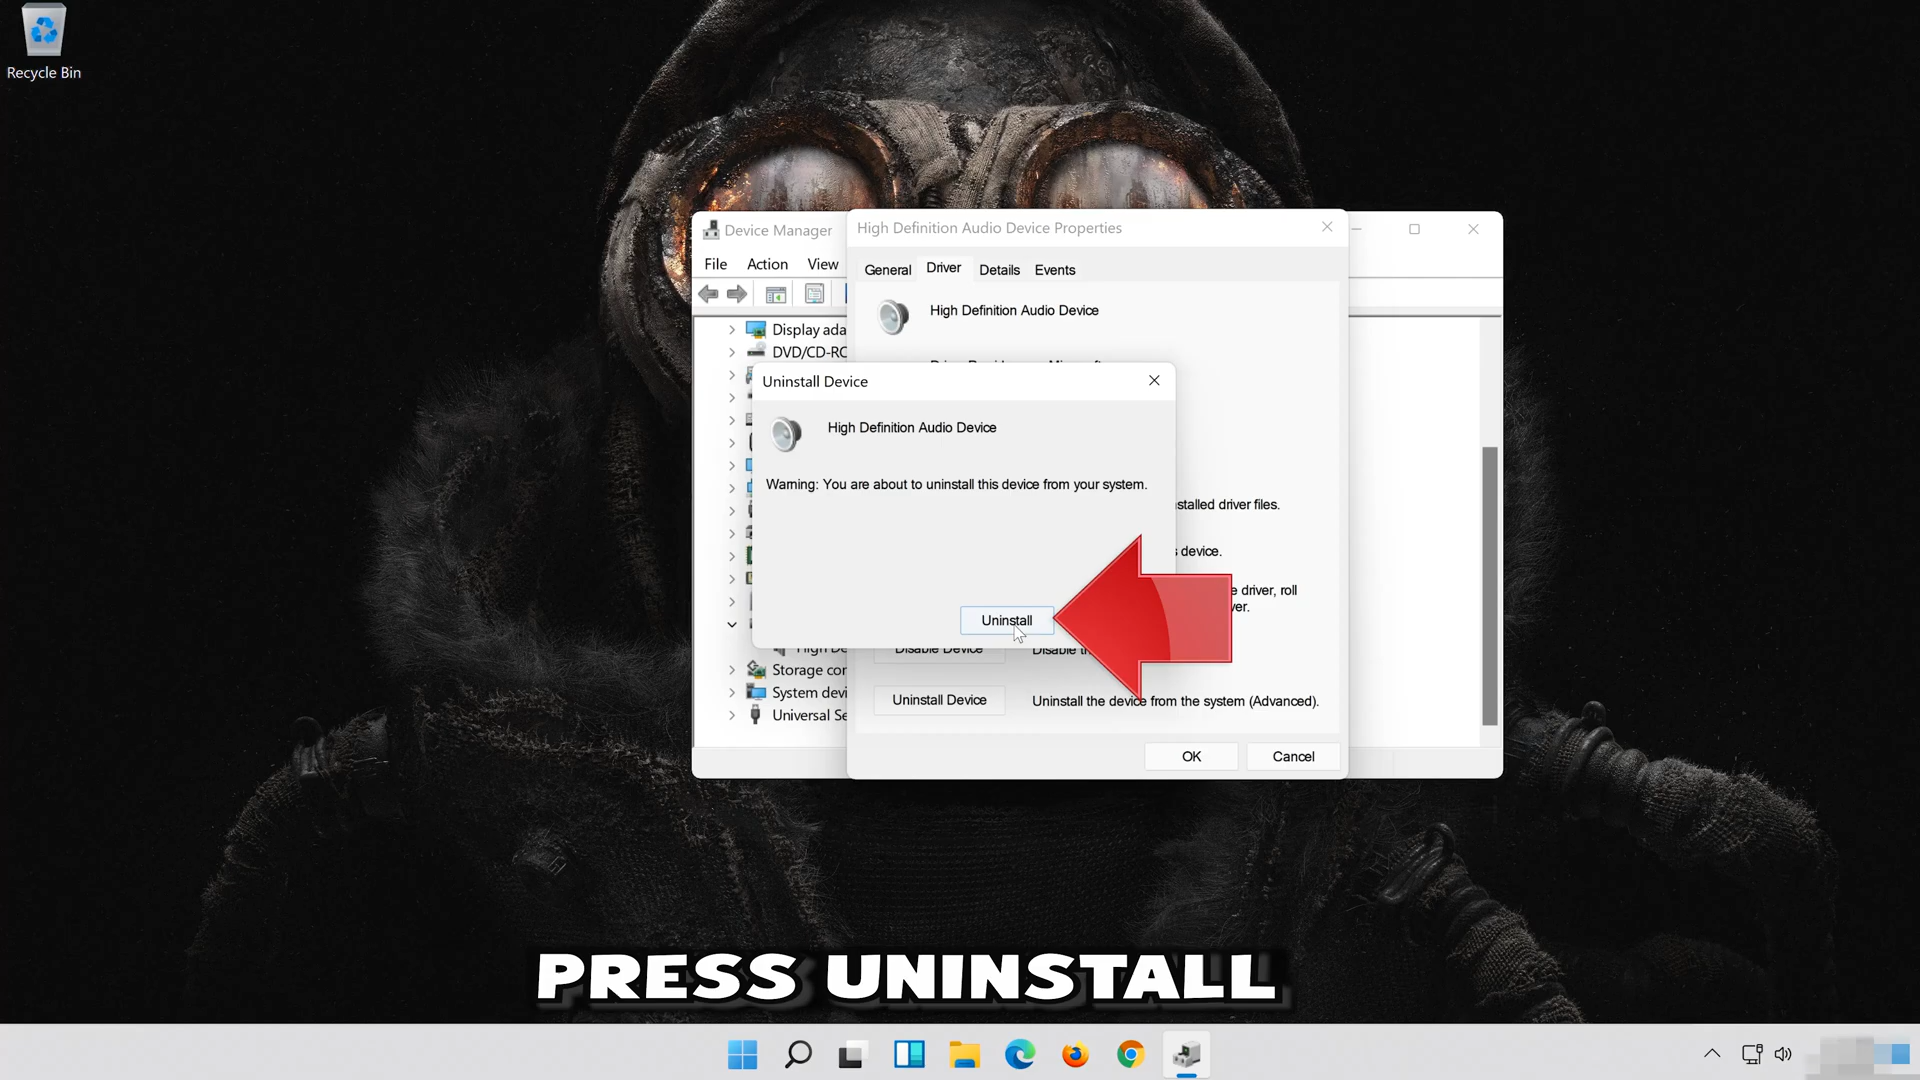 Recycle Bin
Device Manager
High Definition Audio Device Properties
File Action View
General Driver Details Events
High Definition Audio Device
Display ada
DVD/CD-RO
Uninstall Device
High Definition Audio Device
Warning: You are about to uninstall this device from your system.
stalled driver files.
device.
e driver, roll
ver.
Uninstall
Disable Device
Disable th
High De
Storage cor
System devi
Universal Se
Uninstall Device
Uninstall the device from the system (Advanced).
OK
Cancel
PRESS UNINSTALL